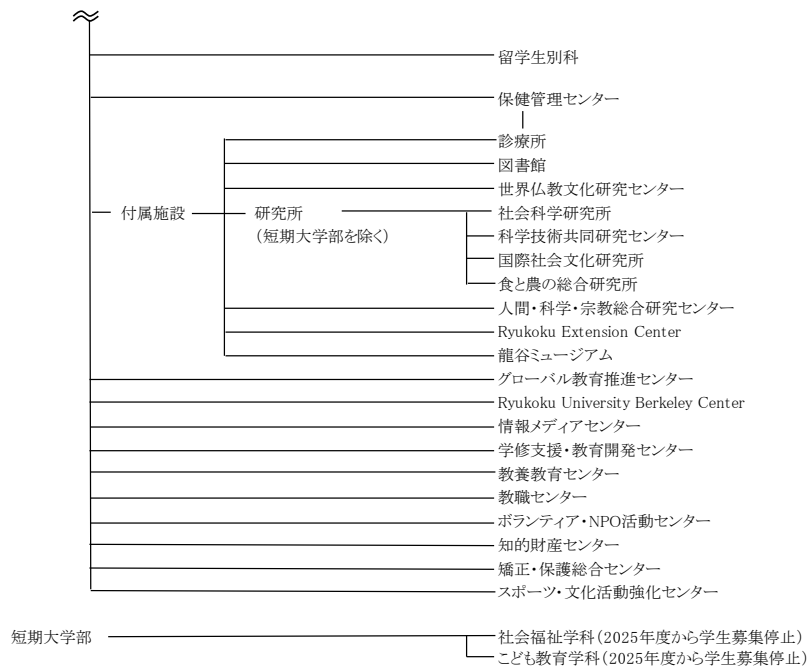 留学生別科
保健管理センター
診療所
図書館
世界仏教文化研究センター
付属施設 研究所 社会科学研究所
(短期大学部を除く) 科学技術共同研究センター
国際社会文化研究所
食と農の総合研究所
人間・科学・宗教総合研究センター
Ryukoku Extension Center
龍谷ミュージアム
グローバル教育推進センター
Ryukoku University Berkeley Center
情報メディアセンター
学修支援・教育開発センター
教養教育センター
教職センター
ボランティア・NPO活動センター
知的財産センター
矯正・保護総合センター
スポーツ・文化活動強化センター
短期大学部 社会福祉学科(2025年度から学生募集停止)
こども教育学科(2025年度から学生募集停止)